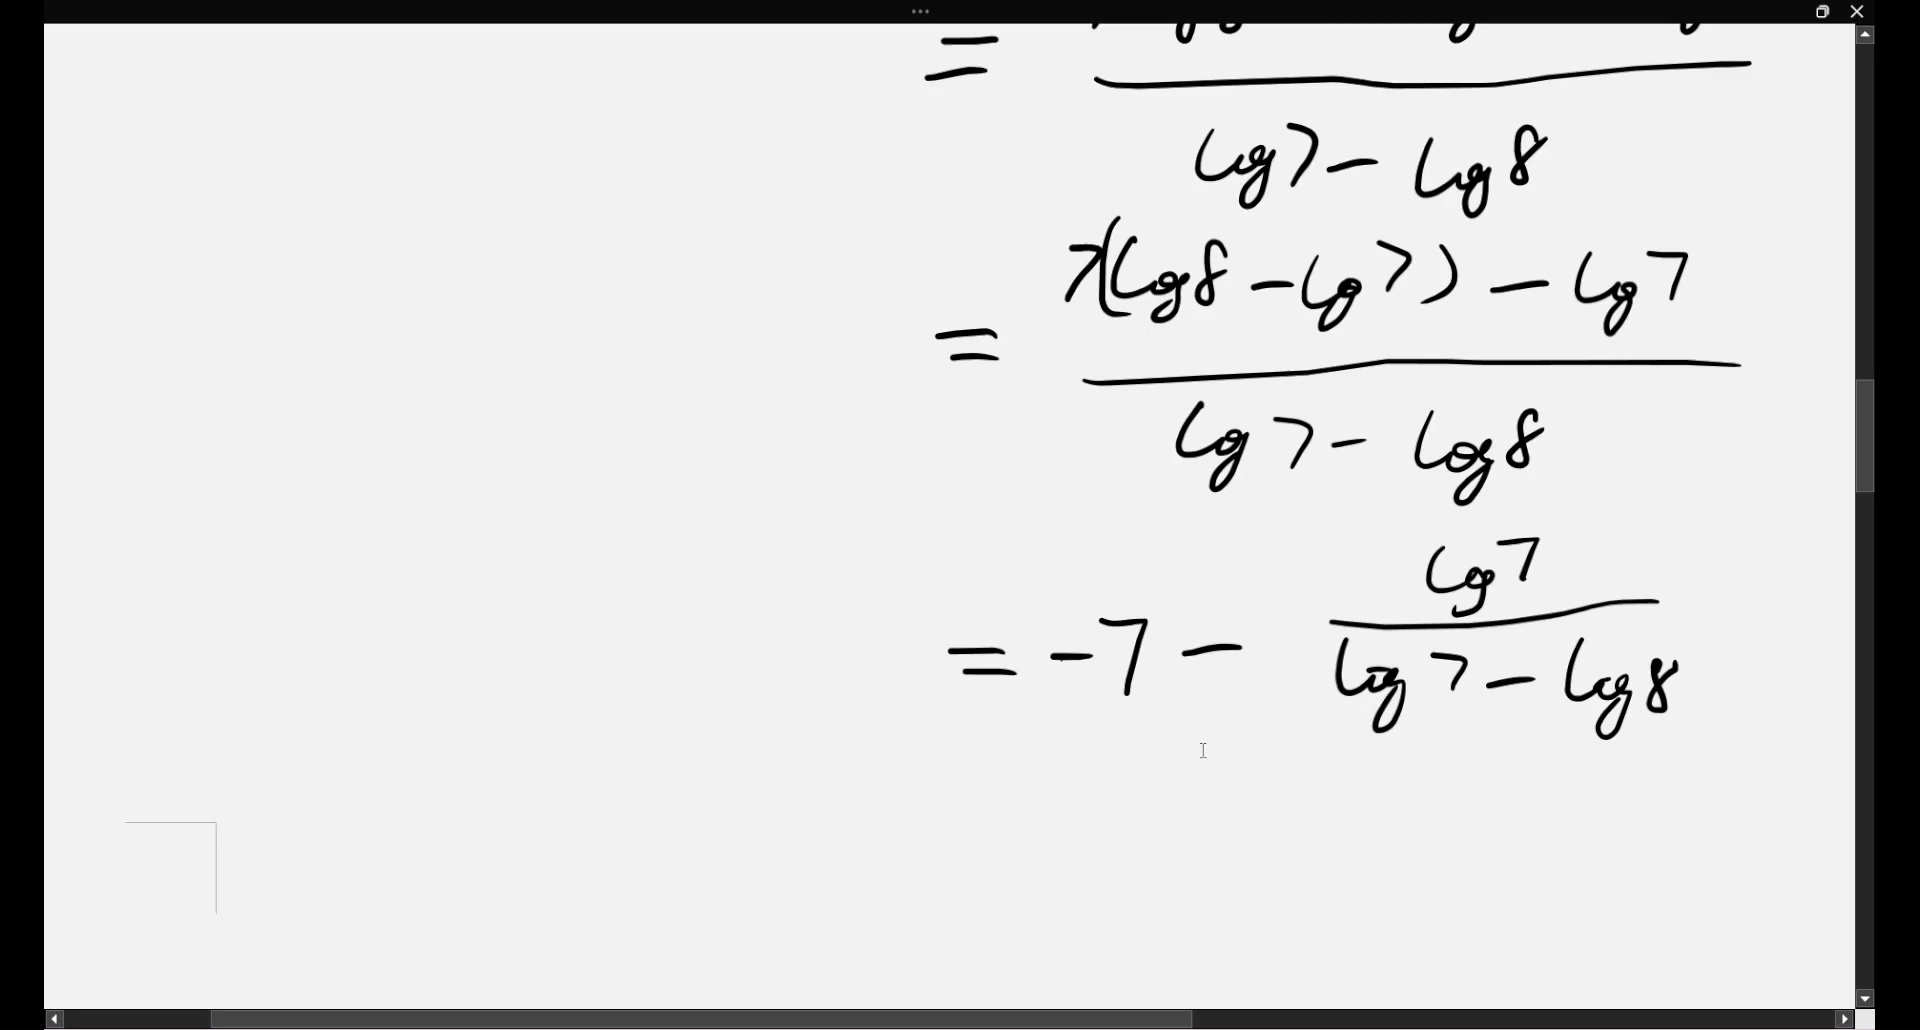 =
log7 - log8
= 7(log8 - log7) - log7
log7 - log8
= -7 - log7
log7 - log8